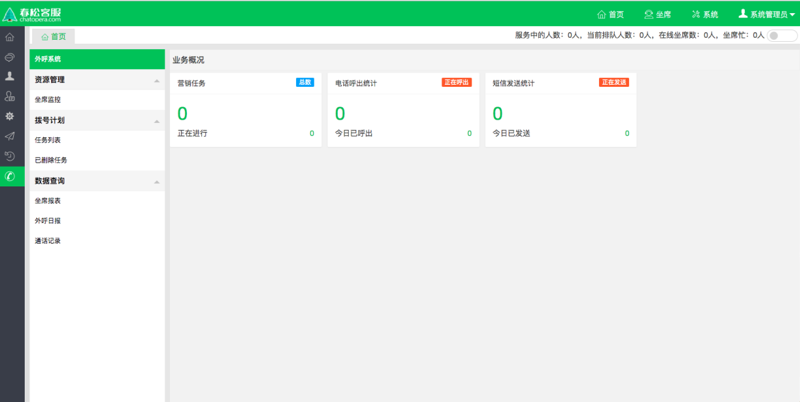 春松客服
chatopera.com
首页
坐席
系统
系统管理员
首页
服务中的人数：0人，当前排队人数：0人，在线坐席数：0人，坐席忙：0人
外呼系统
资源管理
坐席监控
拨号计划
任务列表
已删除任务
数据查询
坐席报表
外呼日报
通话记录
业务概况
营销任务 总数
0
正在进行 0
电话呼出统计 正在呼出
0
今日已呼出 0
短信发送统计 正在发送
0
今日已发送 0